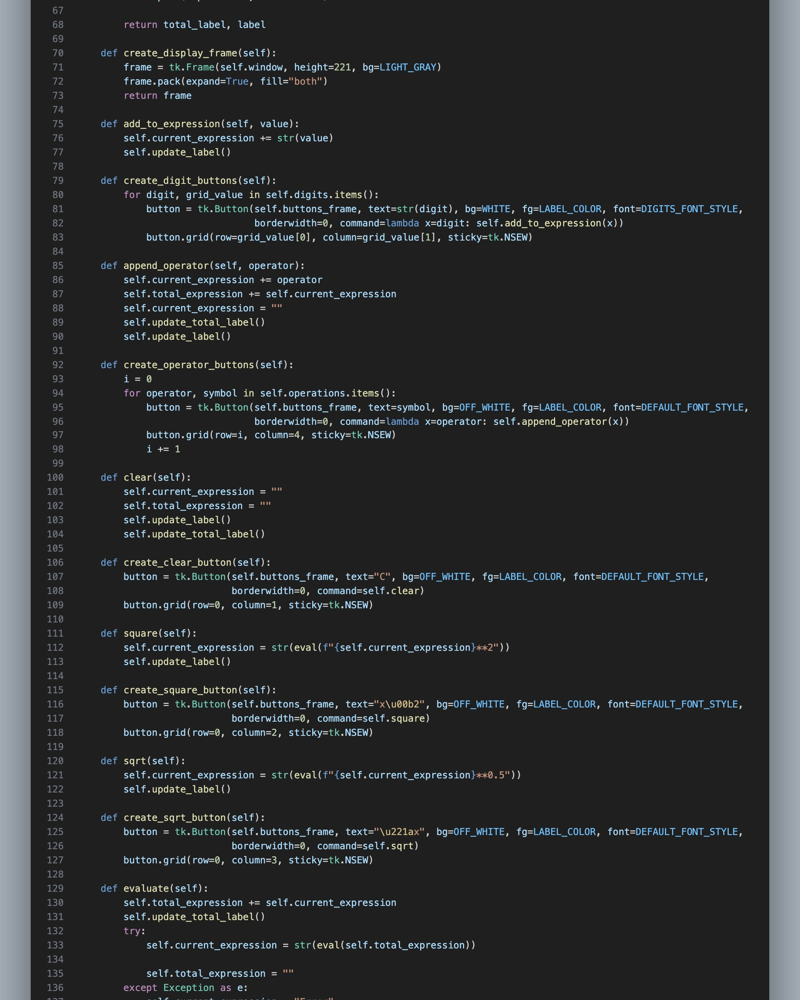 67
68 return total_label, label
69
70 def create_display_frame(self):
71 frame = tk.Frame(self.window, height=221, bg=LIGHT_GRAY)
72 frame.pack(expand=True, fill="both")
73 return frame
74
75 def add_to_expression(self, value):
76 self.current_expression += str(value)
77 self.update_label()
78
79 def create_digit_buttons(self):
80 for digit, grid_value in self.digits.items():
81 button = tk.Button(self.buttons_frame, text=str(digit), bg=WHITE, fg=LABEL_COLOR, font=DIGITS_FONT_STYLE,
82 borderwidth=0, command=lambda x=digit: self.add_to_expression(x))
83 button.grid(row=grid_value[0], column=grid_value[1], sticky=tk.NSEW)
84
85 def append_operator(self, operator):
86 self.current_expression += operator
87 self.total_expression += self.current_expression
88 self.current_expression = ""
89 self.update_total_label()
90 self.update_label()
91
92 def create_operator_buttons(self):
93 i = 0
94 for operator, symbol in self.operations.items():
95 button = tk.Button(self.buttons_frame, text=symbol, bg=OFF_WHITE, fg=LABEL_COLOR, font=DEFAULT_FONT_STYLE,
96 borderwidth=0, command=lambda x=operator: self.append_operator(x))
97 button.grid(row=i, column=4, sticky=tk.NSEW)
98 i += 1
99
100 def clear(self):
101 self.current_expression = ""
102 self.total_expression = ""
103 self.update_label()
104 self.update_total_label()
105
106 def create_clear_button(self):
107 button = tk.Button(self.buttons_frame, text="C", bg=OFF_WHITE, fg=LABEL_COLOR, font=DEFAULT_FONT_STYLE,
108 borderwidth=0, command=self.clear)
109 button.grid(row=0, column=1, sticky=tk.NSEW)
110
111 def square(self):
112 self.current_expression = str(eval(f"{self.current_expression}**2"))
113 self.update_label()
114
115 def create_square_button(self):
116 button = tk.Button(self.buttons_frame, text="x\u00b2", bg=OFF_WHITE, fg=LABEL_COLOR, font=DEFAULT_FONT_STYLE,
117 borderwidth=0, command=self.square)
118 button.grid(row=0, column=2, sticky=tk.NSEW)
119
120 def sqrt(self):
121 self.current_expression = str(eval(f"{self.current_expression}**0.5"))
122 self.update_label()
123
124 def create_sqrt_button(self):
125 button = tk.Button(self.buttons_frame, text="\u221ax", bg=OFF_WHITE, fg=LABEL_COLOR, font=DEFAULT_FONT_STYLE,
126 borderwidth=0, command=self.sqrt)
127 button.grid(row=0, column=3, sticky=tk.NSEW)
128
129 def evaluate(self):
130 self.total_expression += self.current_expression
131 self.update_total_label()
132 try:
133 self.current_expression = str(eval(self.total_expression))
134
135 self.total_expression = ""
136 except Exception as e: